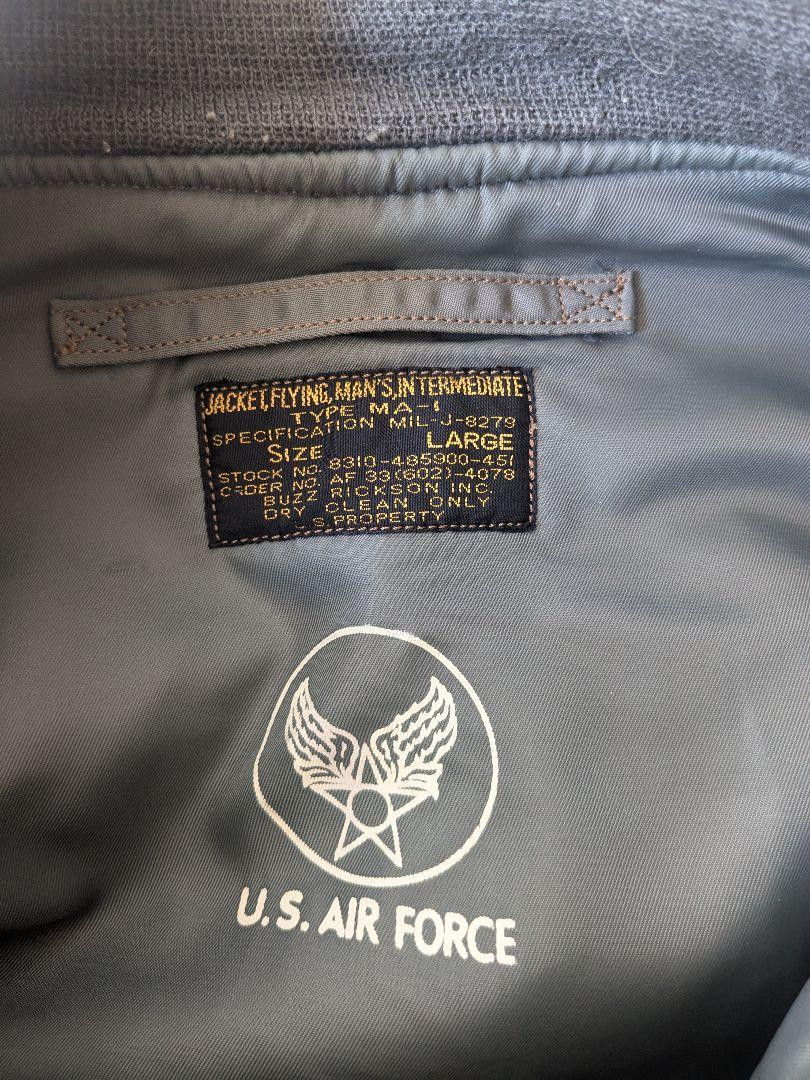 JACKET, FLYING, MAN'S, INTERMEDIATE
TYPE MA-1
SPECIFICATION MIL-J-8279
SIZE LARGE
STOCK NO. 8310-485900-451
ORDER NO. AF 33(602)-4078
BUZZ RICKSON INC.
DRY CLEAN ONLY
U.S. PROPERTY
U.S. AIR FORCE